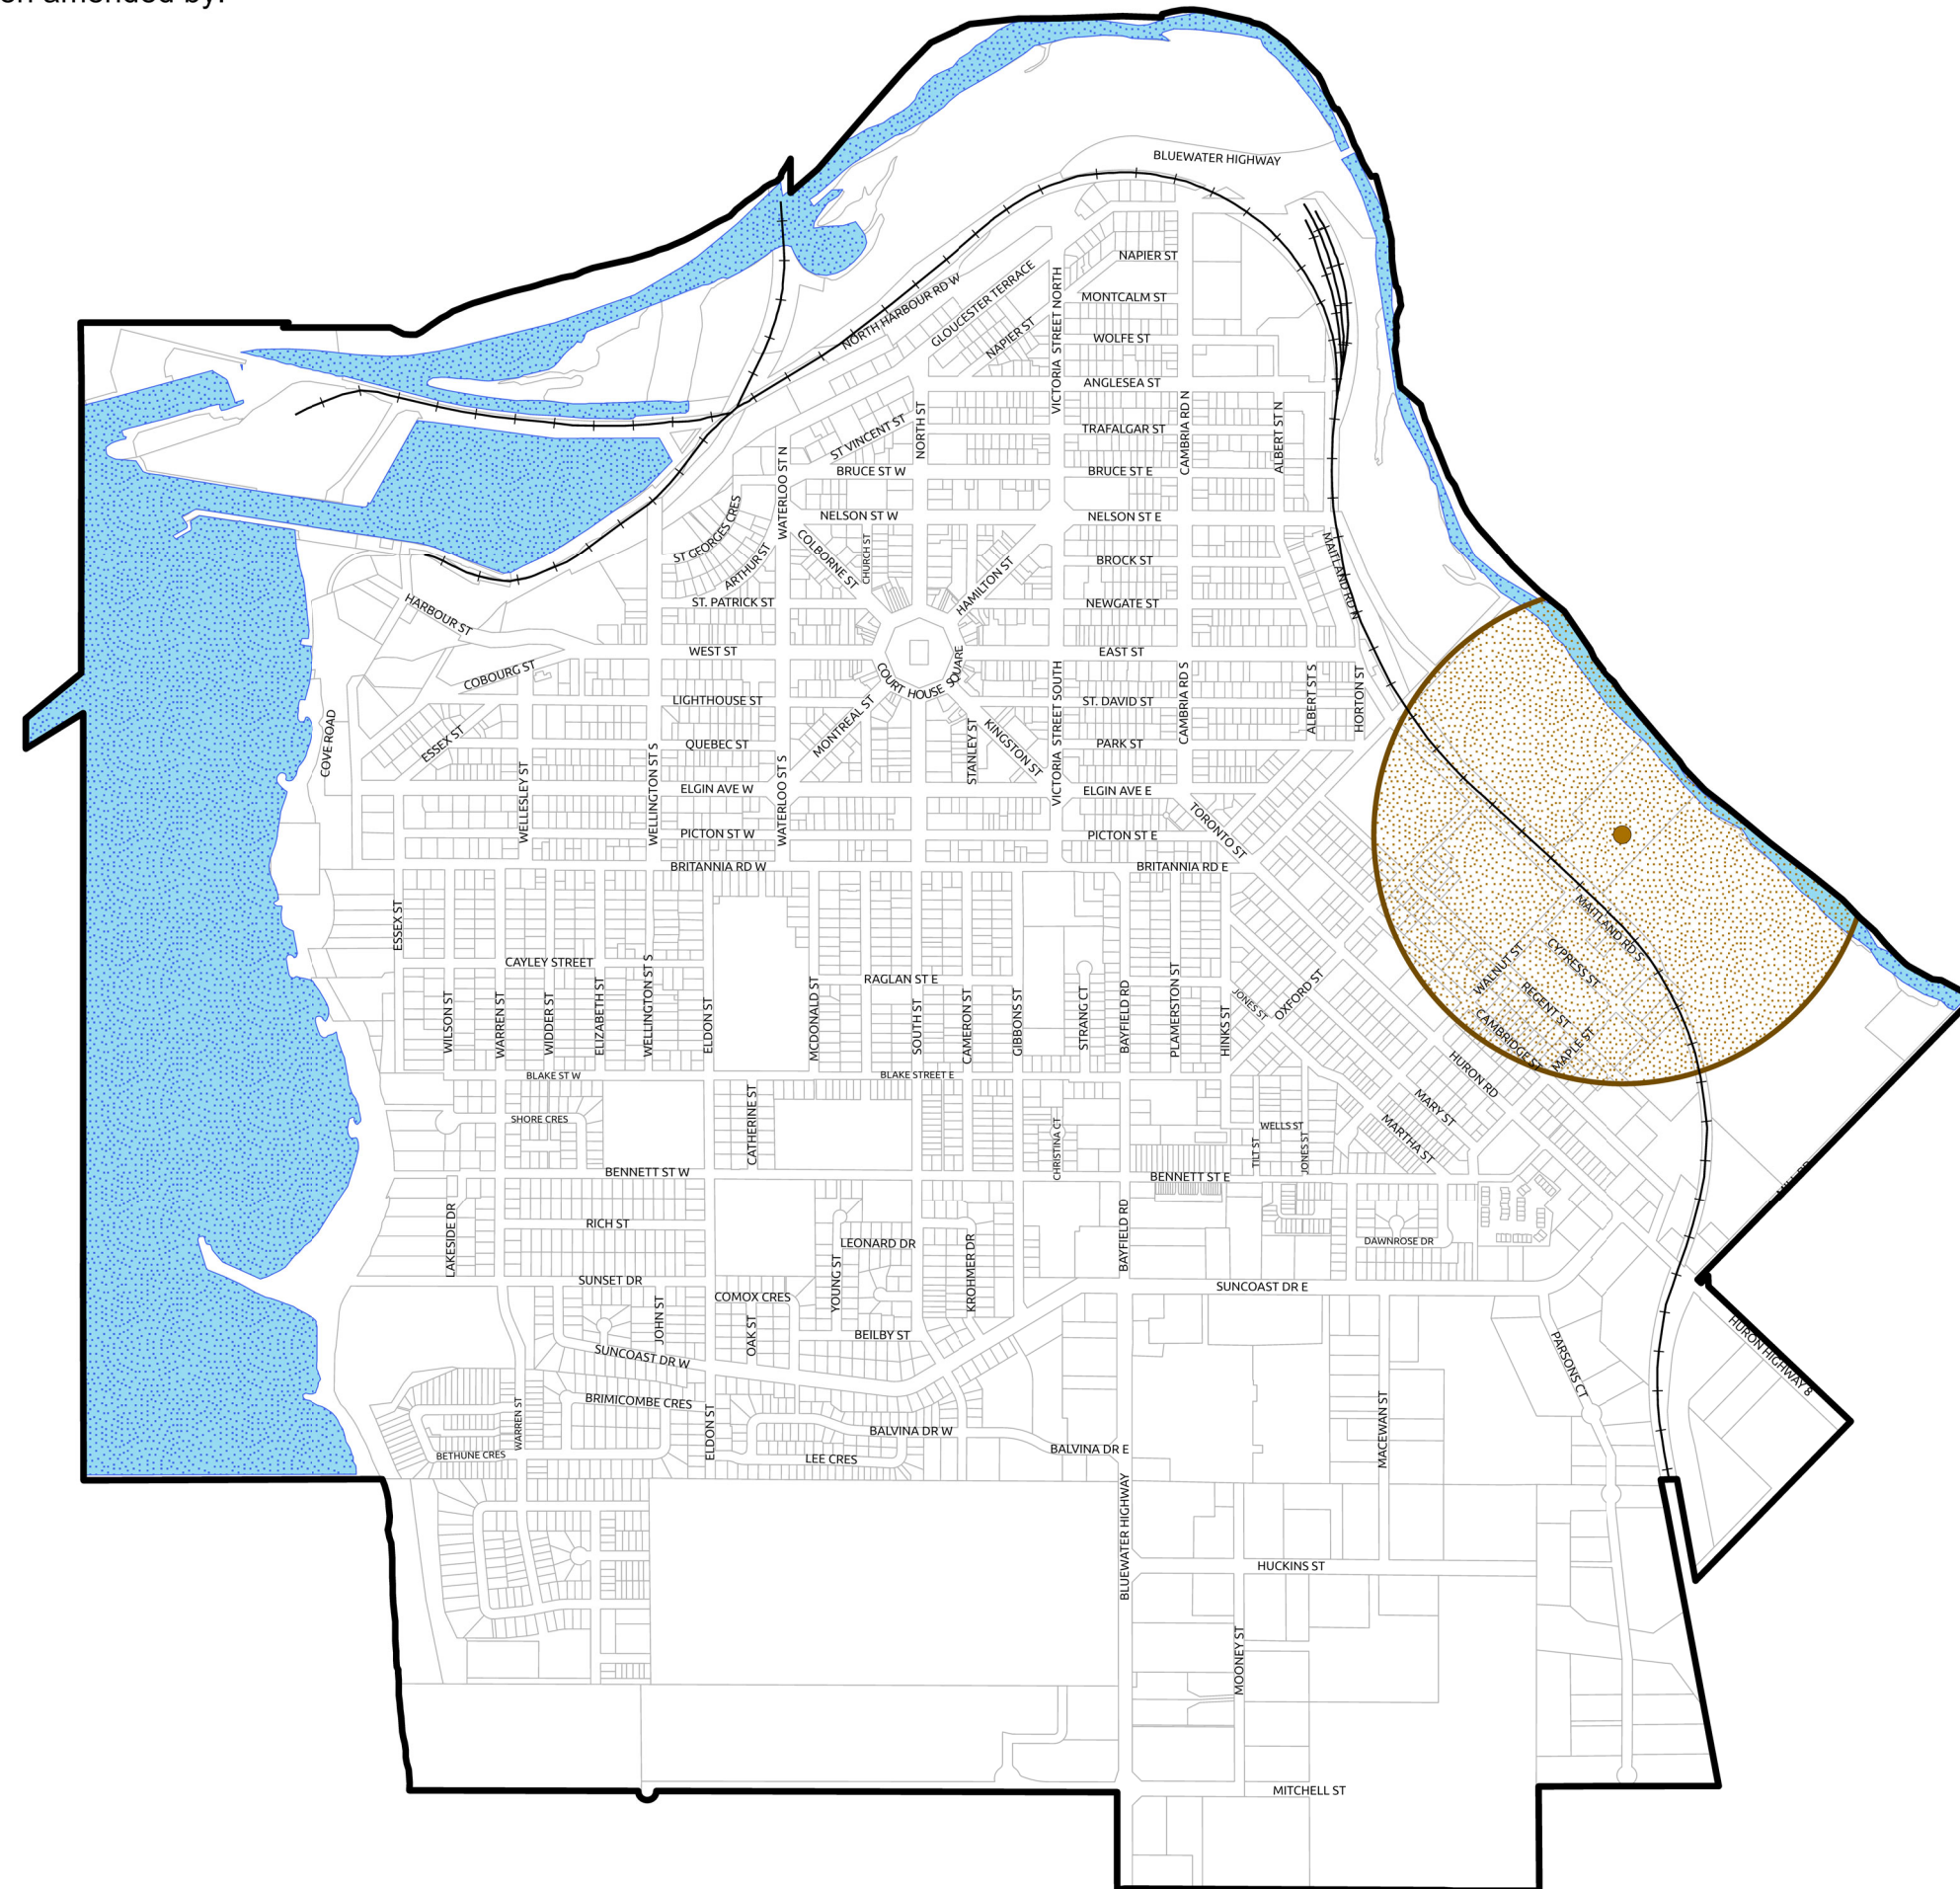 on amended by:
BLUEWATER HIGHWAY
NAPIER ST
NORTH HARBOUR RD W
GLOUCESTER TERRACE
NAPIER ST
VICTORIA STREET NORTH
MONTCALM ST
WOLFE ST
ANGLESEA ST
TRAFALGAR ST
CAMBRIA RD N
ALBERT ST N
NORTH ST
ST VINCENT ST
BRUCE ST W
BRUCE ST E
WATERLOO ST N
NELSON ST W
NELSON ST E
ST GEORGES CRES
ARTHUR ST
COLBORNE ST
CHURCH ST
HAMILTON ST
BROCK ST
MAITLAND RD N
ST. PATRICK ST
NEWGATE ST
HARBOUR ST
WEST ST
EAST ST
COURT HOUSE SQUARE
COBOURG ST
LIGHTHOUSE ST
ST. DAVID ST
CAMBRIA RD S
ALBERT ST S
HORTON ST
COVE ROAD
ESSEX ST
QUEBEC ST
MONTREAL ST
STANLEY ST
KINGSTON ST
VICTORIA STREET SOUTH
PARK ST
WELLESLEY ST
WELLINGTON ST S
WATERLOO ST S
ELGIN AVE W
ELGIN AVE E
TORONTO ST
PICTON ST W
PICTON ST E
BRITANNIA RD W
BRITANNIA RD E
ESSEX ST
CAYLEY STREET
RAGLAN ST E
MAITLAND RD S
CYPRESS ST
WALNUT ST
REGENT ST
CAMBRIDGE ST
MAPLE ST
WILSON ST
WARREN ST
WIDDER ST
ELIZABETH ST
WELLINGTON ST S
ELDON ST
MCDONALD ST
SOUTH ST
CAMERON ST
GIBBONS ST
STRANG CT
BAYFIELD RD
PLAMERSTON ST
HINKS ST
JONES ST
OXFORD ST
HURON RD
BLAKE ST W
BLAKE STREET E
MARY ST
MARTHA ST
SHORE CRES
CATHERINE ST
CHRISTINA CT
WELLS ST
TILT ST
JONES ST
BENNETT ST W
BENNETT ST E
MILL RD
LAKESIDE DR
RICH ST
LEONARD DR
YOUNG ST
KROHMER DR
BAYFIELD RD
DAWNROSE DR
SUNSET DR
SUNCOAST DR E
COMOX CRES
JOHN ST
OAK ST
BEILBY ST
HURON HIGHWAY 8
SUNCOAST DR W
PARSONS CT
BRIMICOMBE CRES
WARREN ST
ELDON ST
BALVINA DR W
BALVINA DR E
MACEWAN ST
BETHUNE CRES
LEE CRES
BLUEWATER HIGHWAY
HUCKINS ST
MOONEY ST
MITCHELL ST